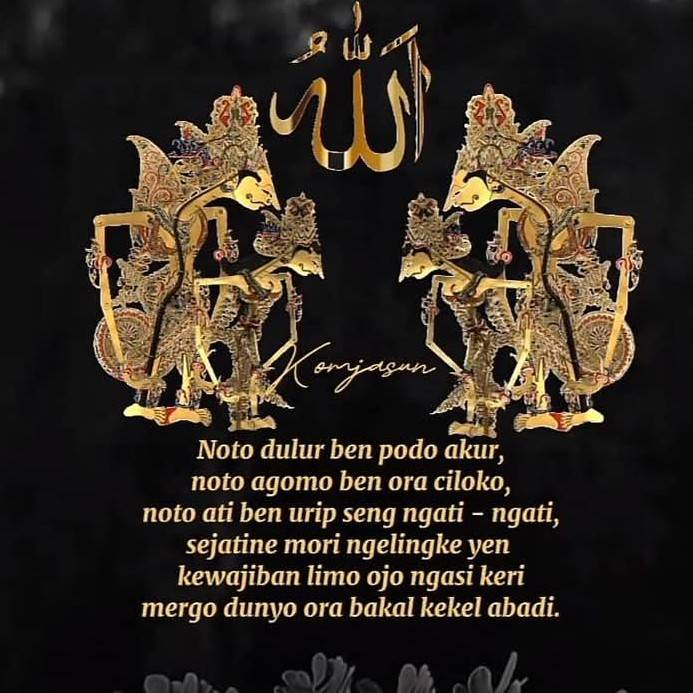 الله
Komjasun
Noto dulur ben podo akur,
noto agomo ben ora ciloko,
noto ati ben urip seng ngati - ngati,
sejatine mori ngelingke yen
kewajiban limo ojo ngasi keri
mergo dunyo ora bakal kekel abadi.